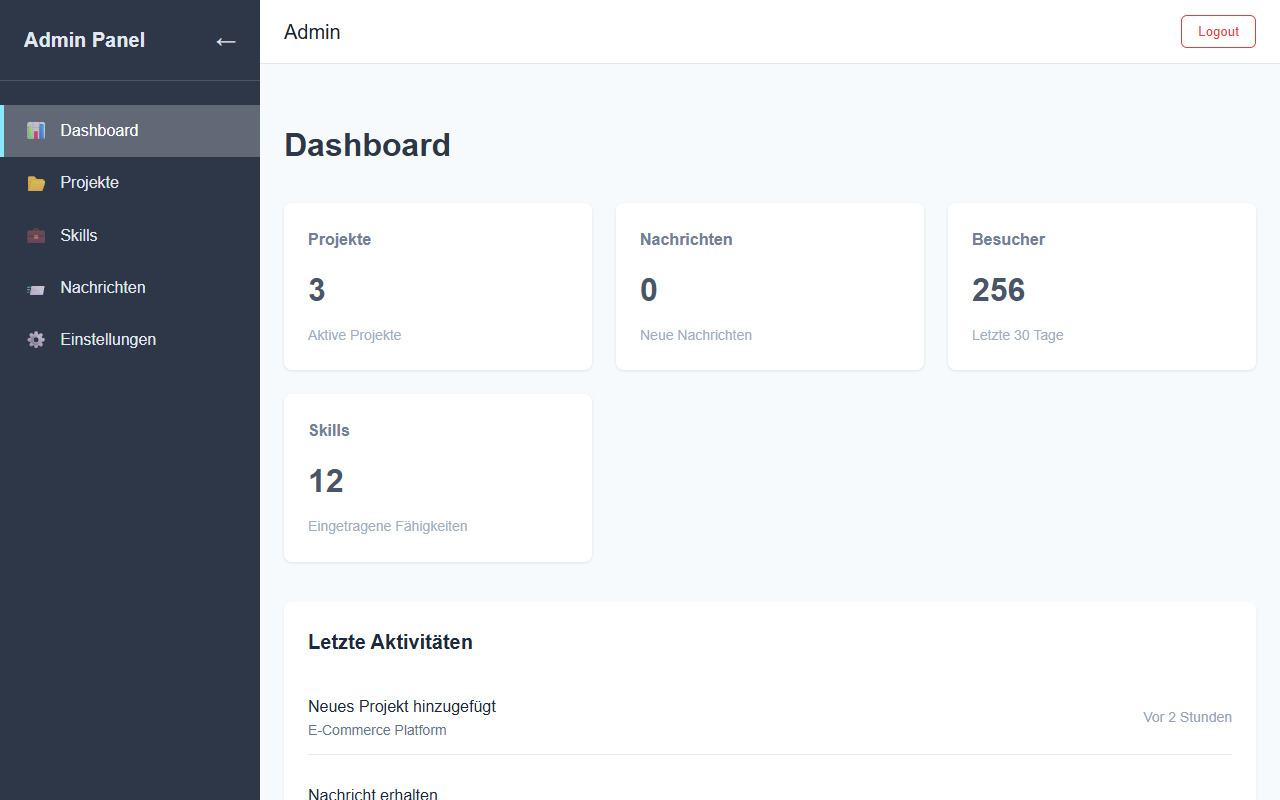 Admin Panel ←
Dashboard
Projekte
Skills
Nachrichten
Einstellungen
Admin
Logout
Dashboard
Projekte
3
Aktive Projekte
Nachrichten
0
Neue Nachrichten
Besucher
256
Letzte 30 Tage
Skills
12
Eingetragene Fähigkeiten
Letzte Aktivitäten
Neues Projekt hinzugefügt
E-Commerce Platform
Vor 2 Stunden
Nachricht erhalten